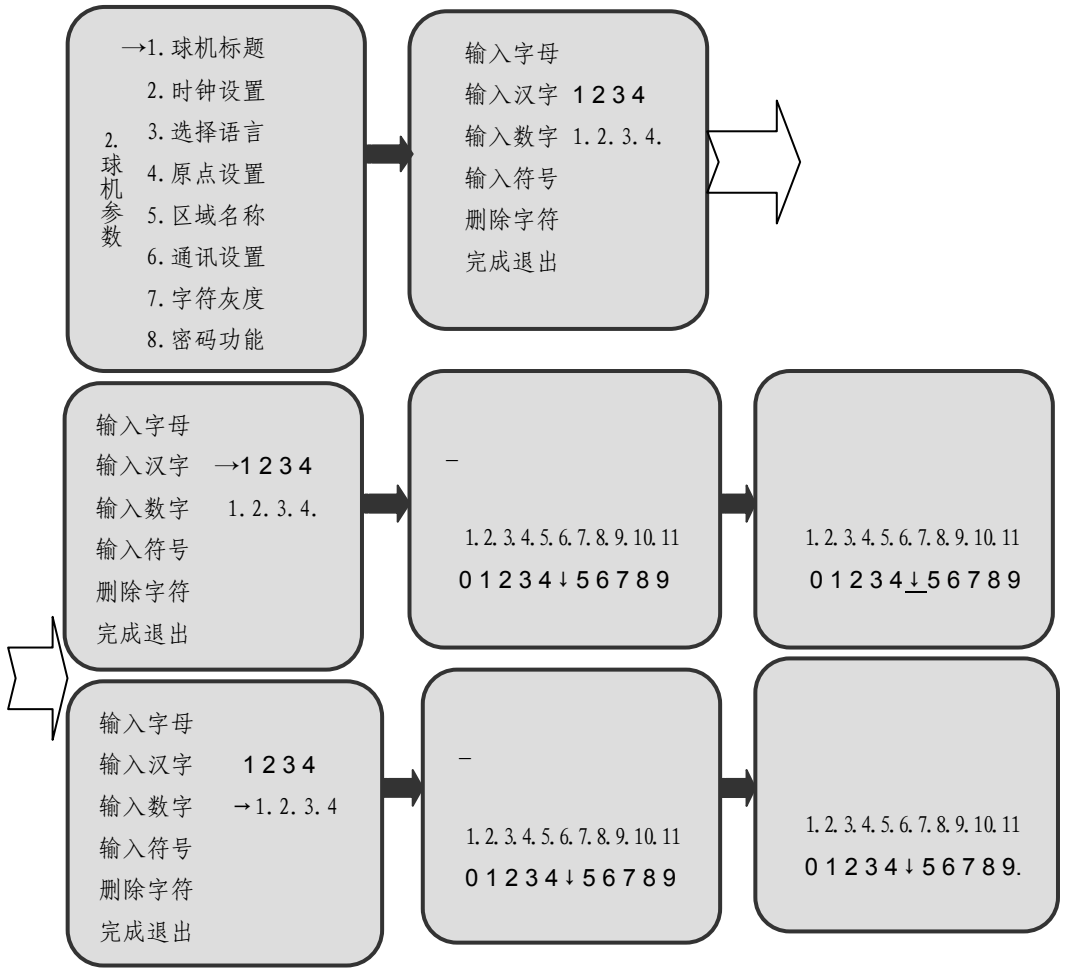 2.球机参数
→1.球机标题
2.时钟设置
3.选择语言
4.原点设置
5.区域名称
6.通讯设置
7.字符灰度
8.密码功能
输入字母
输入汉字 1 2 3 4
输入数字 1.2.3.4.
输入符号
删除字符
完成退出
输入字母
输入汉字 →1 2 3 4
输入数字 1.2.3.4.
输入符号
删除字符
完成退出
_
1.2.3.4.5.6.7.8.9.10.11
0 1 2 3 4 ↓ 5 6 7 8 9
1.2.3.4.5.6.7.8.9.10.11
0 1 2 3 4 ↓ 5 6 7 8 9
输入字母
输入汉字 1 2 3 4
输入数字 →1.2.3.4
输入符号
删除字符
完成退出
_
1.2.3.4.5.6.7.8.9.10.11
0 1 2 3 4 ↓ 5 6 7 8 9
1.2.3.4.5.6.7.8.9.10.11
0 1 2 3 4 ↓ 5 6 7 8 9.